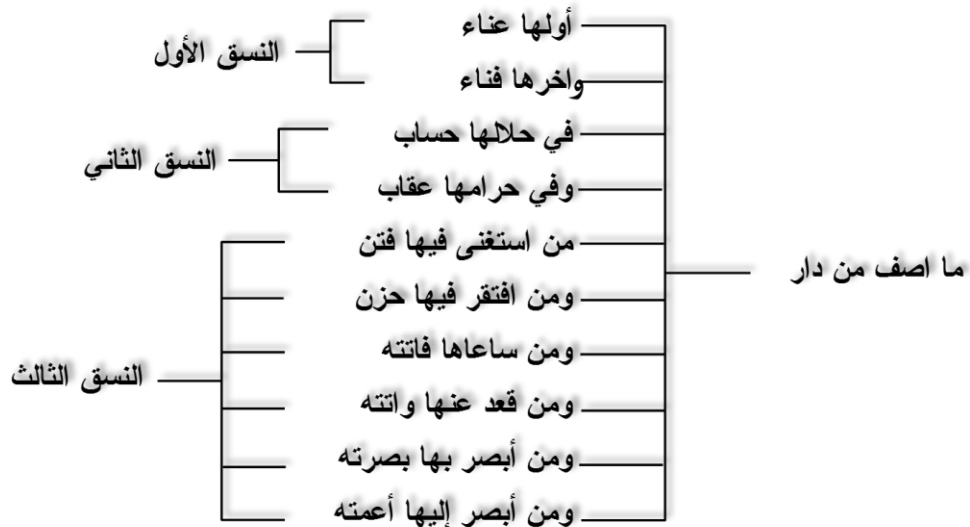 ما اصف من دار
أولها عناء
واخرها فناء
النسق الأول
في حلالها حساب
وفي حرامها عقاب
النسق الثاني
من استغنى فيها فتن
ومن افتقر فيها حزن
ومن ساعاها فاتته
ومن قعد عنها واتته
ومن أبصر بها بصرته
ومن أبصر إليها أعمته
النسق الثالث